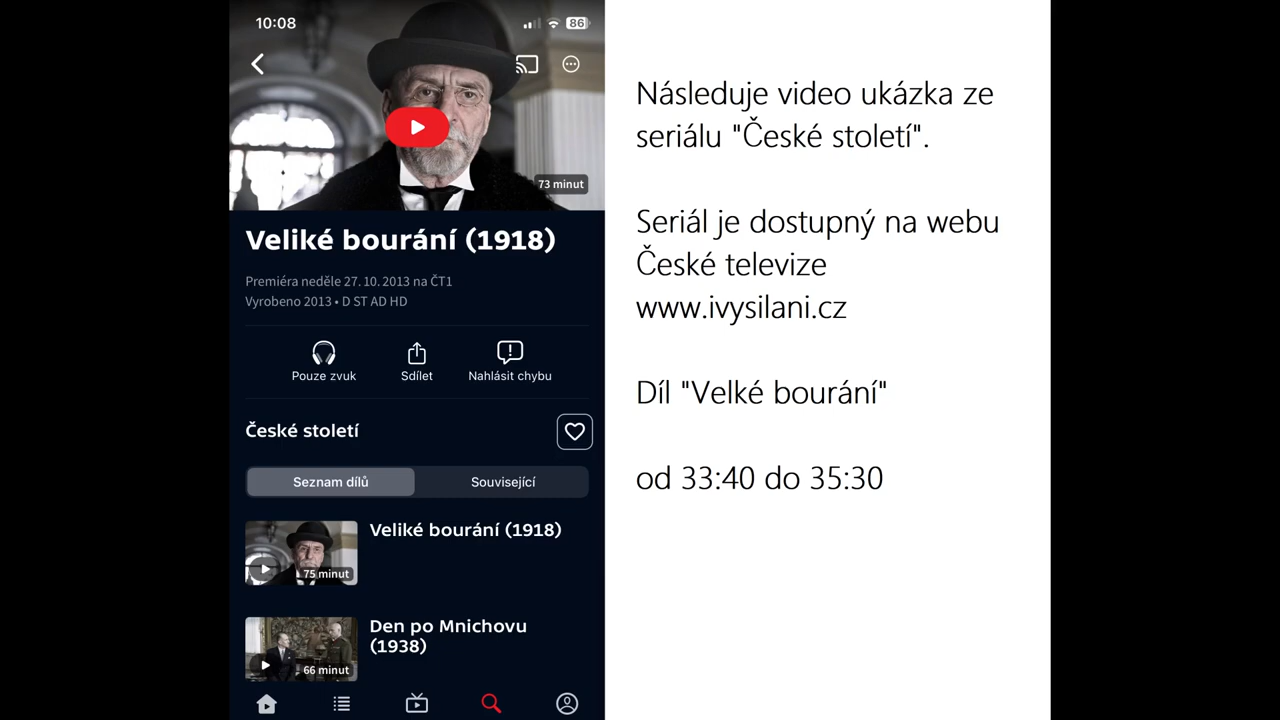 10:08
86
73 minut
Veliké bourání (1918)
Premiéra neděle 27. 10. 2013 na ČT1
Vyrobeno 2013 • D ST AD HD
Pouze zvuk
Sdílet
Nahlásit chybu
České století
Seznam dílů
Související
Veliké bourání (1918)
75 minut
Den po Mnichovu
(1938)
66 minut
Následuje video ukázka ze
seriálu "České století".
Seriál je dostupný na webu
České televize
www.ivysilani.cz
Díl "Velké bourání"
od 33:40 do 35:30